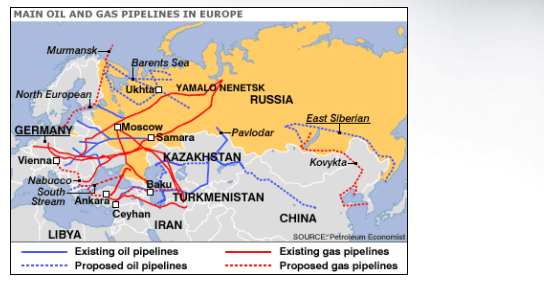 MAIN OIL AND GAS PIPELINES IN EUROPE
Murmansk
Barents Sea
Ukhta
YAMALO NENETSK
North European
RUSSIA
East Siberian
GERMANY
Moscow
Samara
Pavlodar
Vienna
KAZAKHSTAN
Kovykta
Nabucco
South
Stream
Baku
Ankara
TURKMENISTAN
Ceyhan
CHINA
IRAN
LIBYA
SOURCE: Petroleum Economist
Existing oil pipelines
Existing gas pipelines
Proposed oil pipelines
Proposed gas pipelines